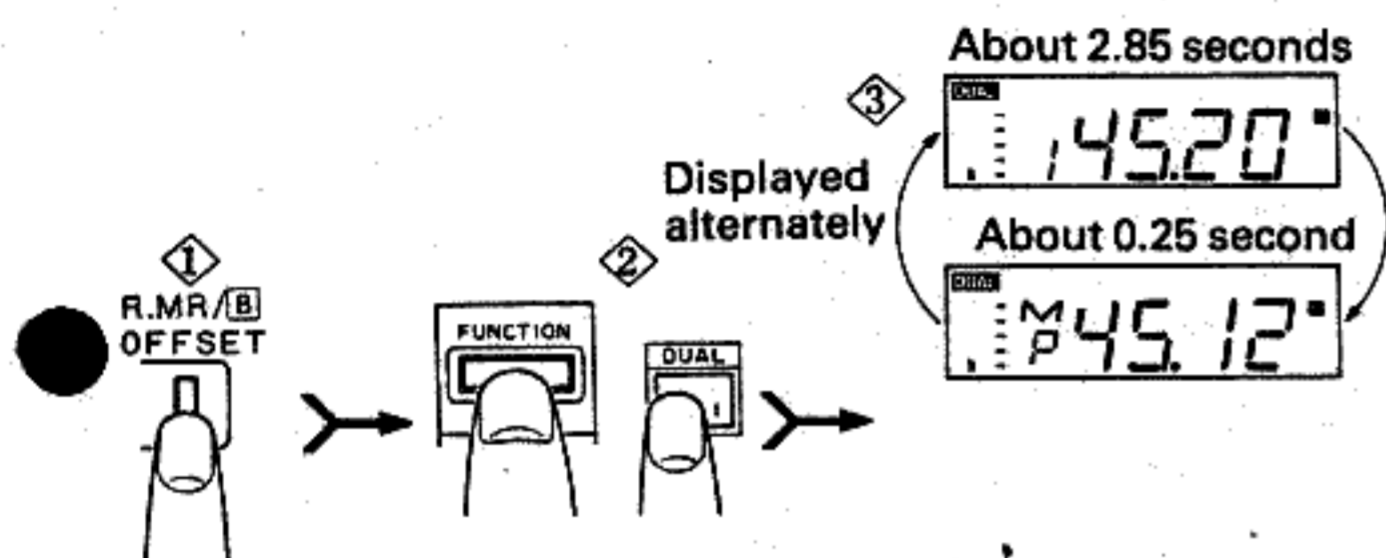 1
R.MR/B
OFFSET
FUNCTION
2
DUAL
3
Displayed
alternately
About 2.85 seconds
DUAL
145.20
About 0.25 second
DUAL
MP45.12